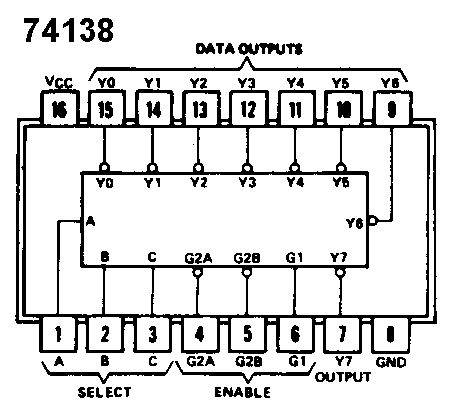 74138
DATA OUTPUTS
VCC Y0 Y1 Y2 Y3 Y4 Y5 Y6
16 15 14 13 12 11 10 9
Y0 Y1 Y2 Y3 Y4 Y5
A Y6
B C G2A G2B G1 Y7
1 2 3 4 5 6 7 8
A B C G2A G2B G1 Y7 GND
SELECT ENABLE OUTPUT